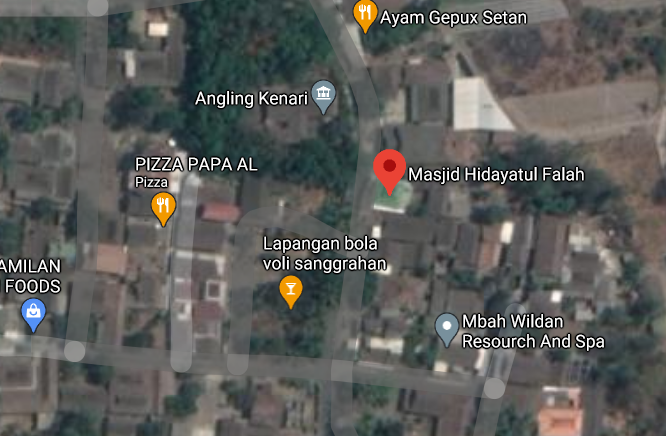 Ayam Gepux Setan
Angling Kenari
PIZZA PAPA AL
Pizza
Masjid Hidayatul Falah
Lapangan bola
voli sanggrahan
AMILAN
FOODS
Mbah Wildan
Resourch And Spa